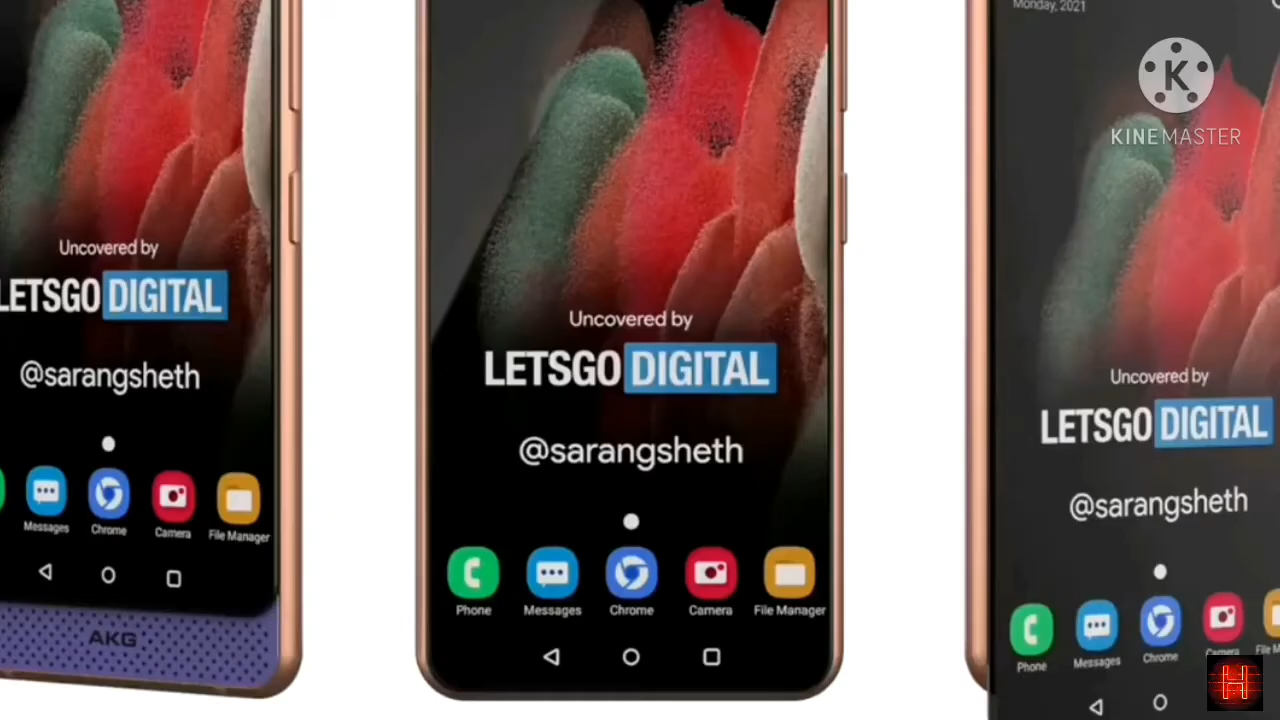 Uncovered by
LETSGO DIGITAL
@sarangsheth
Messages
Chrome
Camera
File Manager
AKG
Uncovered by
LETSGO DIGITAL
@sarangsheth
Phone
Messages
Chrome
Camera
File Manager
Monday, 2021
K
KINEMASTER
Uncovered by
LETSGO DIGITAL
@sarangsheth
Phone
Messages
Chrome
Camera
H